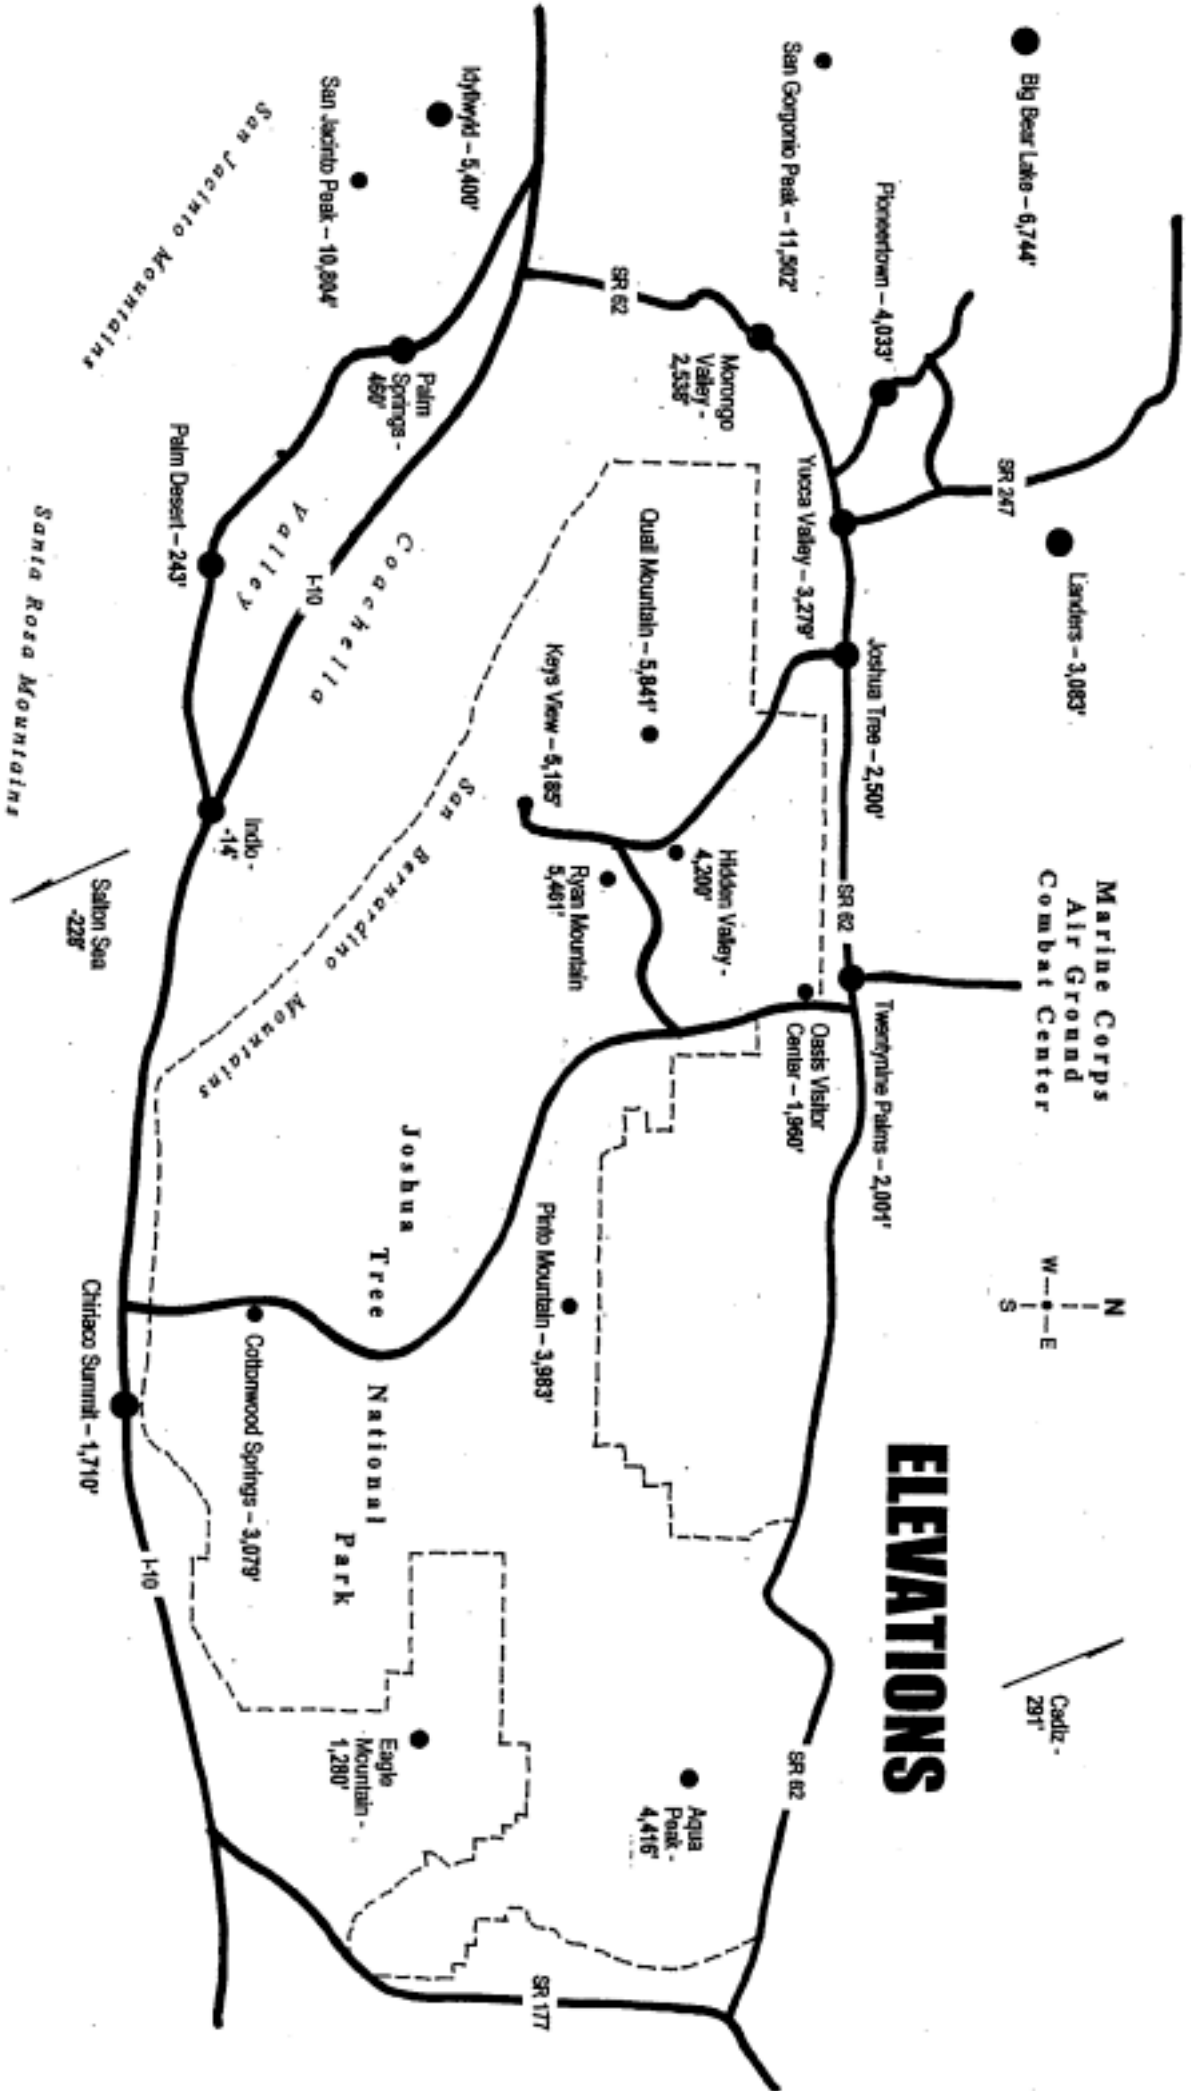 Marine Corps
Air Ground
Combat Center
N
W
E
S
Cadiz -
291'
ELEVATIONS
Big Bear Lake – 6,744'
Landers – 3,083'
SR 247
Pioneertown – 4,033'
San Gorgonio Peak – 11,502'
Joshua Tree – 2,500'
Twentynine Palms – 2,001'
SR 62
SR 62
Yucca Valley – 3,279'
Oasis Visitor
Center – 1,960'
Morongo
Valley -
2,538'
Hidden Valley -
4,200'
Aqua
Peak -
4,416'
SR 62
Quail Mountain – 5,841'
Ryan Mountain
5,461'
Keys View – 5,185'
Pinto Mountain – 3,983'
SR 177
Idyllwyld – 5,400'
San Bernardino Mountains
Joshua Tree National Park
Coachella Valley
Palm
Springs -
460'
Eagle
Mountain -
1,280'
San Jacinto Peak – 10,804'
I-10
San Jacinto Mountains
Indio -
-14'
Cottonwood Springs – 3,079'
Palm Desert – 243'
I-10
Salton Sea
-228'
Chiriaco Summit – 1,710'
Santa Rosa Mountains